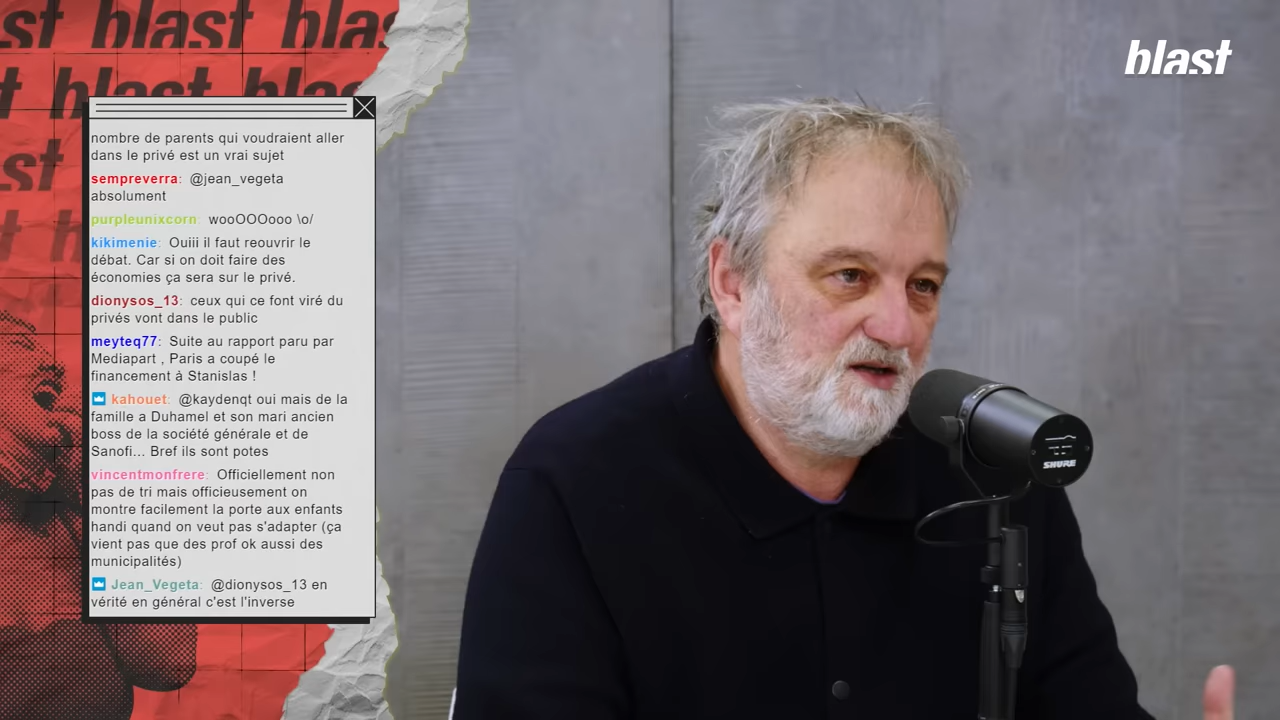 st blast blas
t blast blas
st
t b
blast
nombre de parents qui voudraient aller
dans le privé est un vrai sujet
sempreverra: @jean_vegeta
absolument
purpleunixcorn: wooOOOooo \o/
kikimenie: Ouiii il faut reouvrir le
débat. Car si on doit faire des
économies ça sera sur le privé.
dionysos_13: ceux qui ce font viré du
privés vont dans le public
meyteq77: Suite au rapport paru par
Mediapart , Paris a coupé le
financement à Stanislas !
kahouet: @kaydenqt oui mais de la
famille a Duhamel et son mari ancien
boss de la société générale et de
Sanofi... Bref ils sont potes
vincentmonfrere: Officiellement non
pas de tri mais officieusement on
montre facilement la porte aux enfants
handi quand on veut pas s'adapter (ça
vient pas que des prof ok aussi des
municipalités)
Jean_Vegeta: @dionysos_13 en
vérité en général c'est l'inverse
SHURE